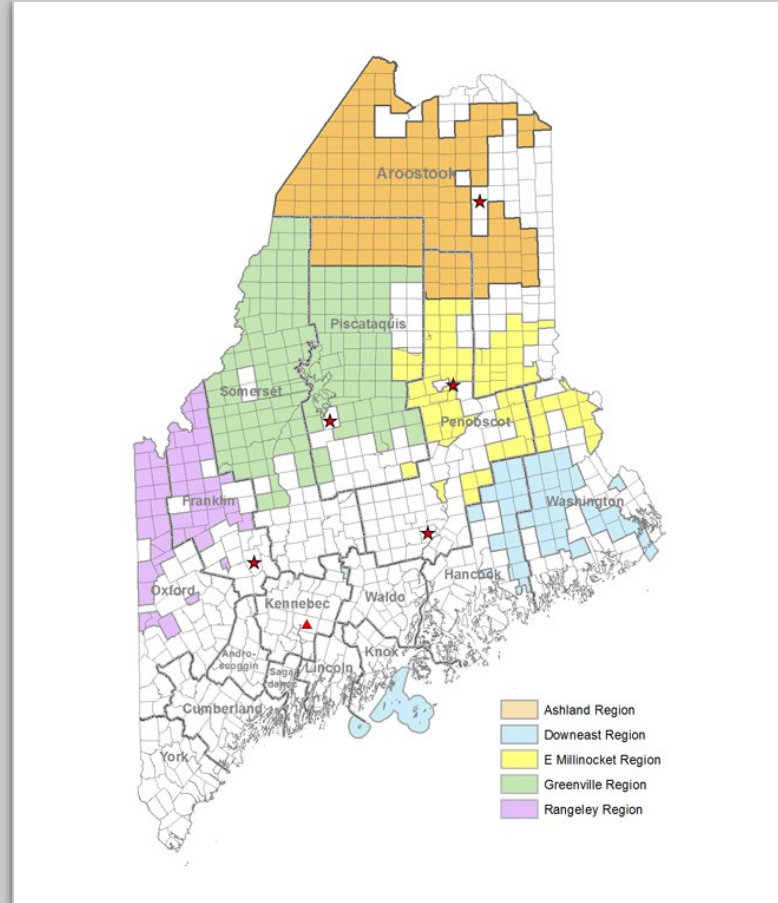 Aroostook
Piscataquis
Somerset
Penobscot
Franklin
Washington
Oxford
Hancock
Kennebec
Waldo
Andro-
scoggin
Knox
Lincoln
Saga-
dahoc
Cumberland
York
Ashland Region
Downeast Region
E Millinocket Region
Greenville Region
Rangeley Region